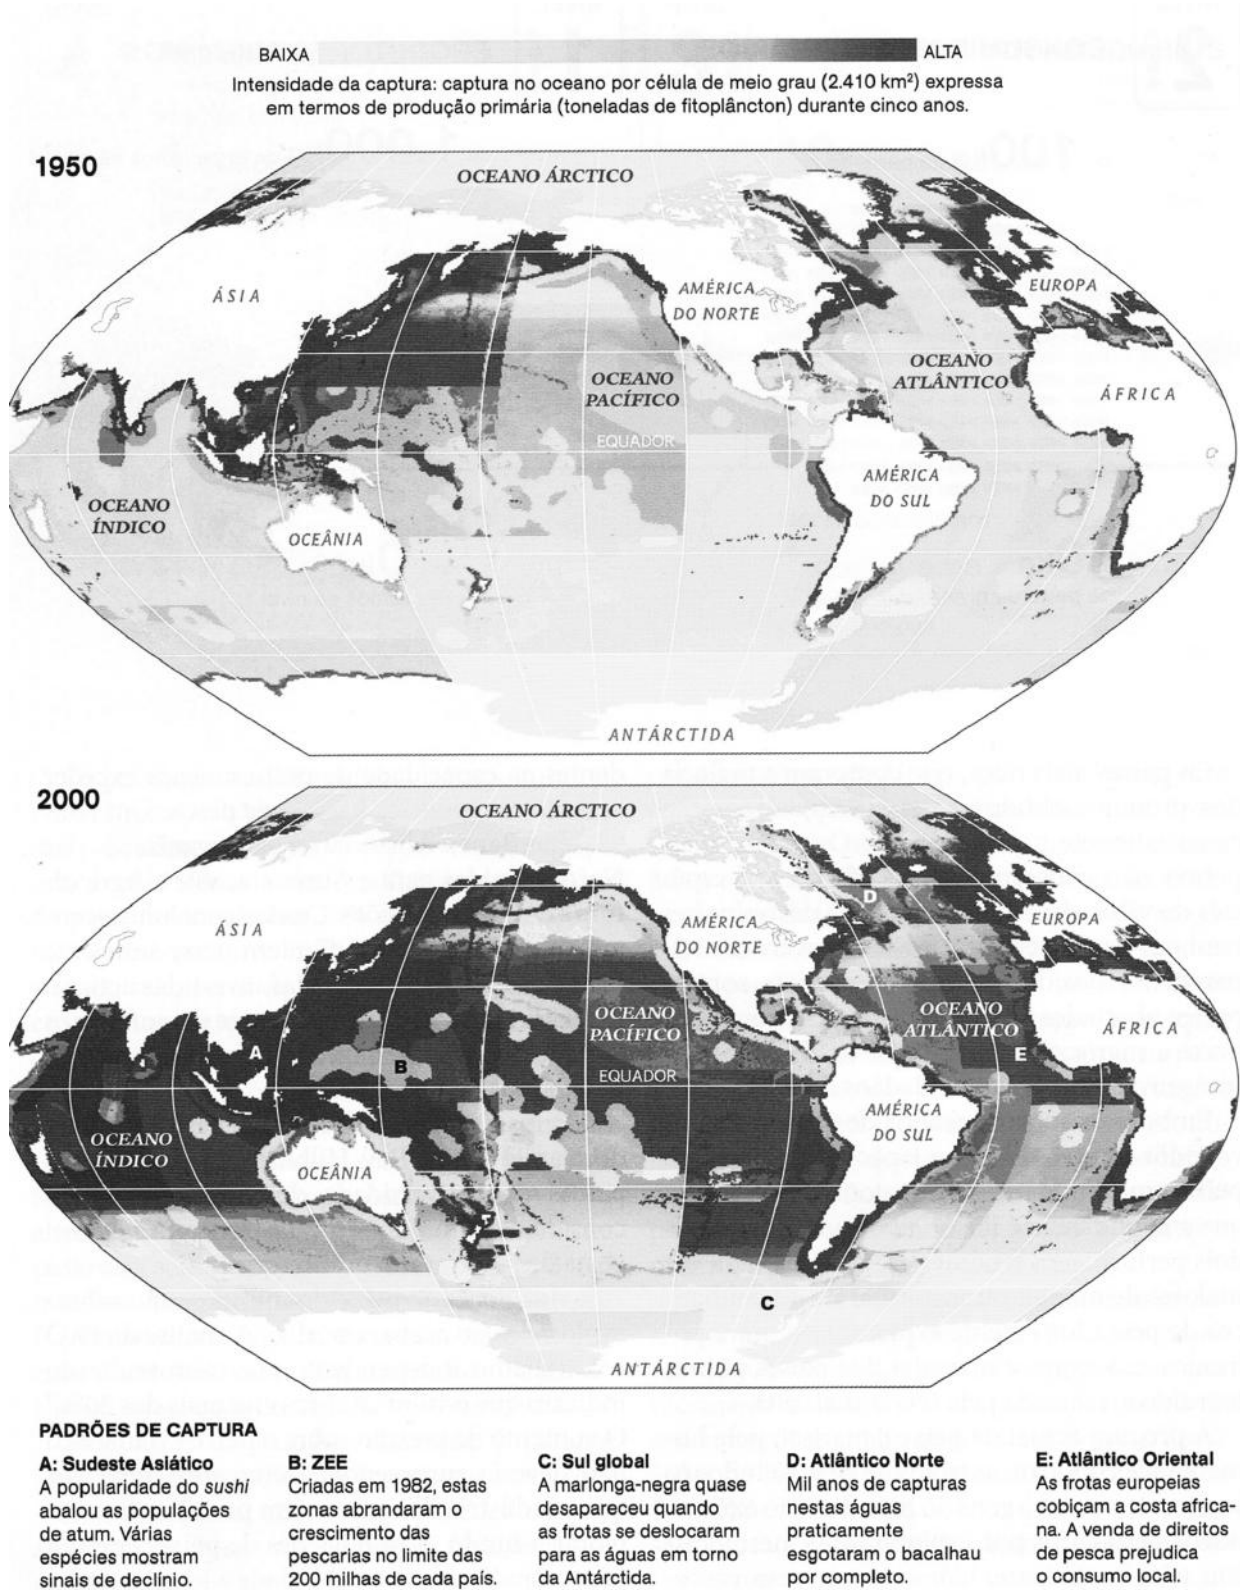 BAIXA
ALTA
Intensidade da captura: captura no oceano por célula de meio grau (2.410 km²) expressa
em termos de produção primária (toneladas de fitoplâncton) durante cinco anos.
1950
OCEANO ÁRCTICO
ÁSIA
AMÉRICA
DO NORTE
EUROPA
OCEANO
PACÍFICO
OCEANO
ATLÂNTICO
ÁFRICA
EQUADOR
OCEANO
ÍNDICO
OCEÂNIA
AMÉRICA
DO SUL
ANTÁRCTIDA
2000
OCEANO ÁRCTICO
ÁSIA
AMÉRICA
DO NORTE
D
EUROPA
OCEANO
PACÍFICO
OCEANO
ATLÂNTICO
ÁFRICA
A
B
E
EQUADOR
OCEANO
ÍNDICO
OCEÂNIA
AMÉRICA
DO SUL
C
ANTÁRCTIDA
PADRÕES DE CAPTURA
A: Sudeste Asiático
A popularidade do sushi
abalou as populações
de atum. Várias
espécies mostram
sinais de declínio.
B: ZEE
Criadas em 1982, estas
zonas abrandaram o
crescimento das
pescarias no limite das
200 milhas de cada país.
C: Sul global
A marlonga-negra quase
desapareceu quando
as frotas se deslocaram
para as águas em torno
da Antárctida.
D: Atlântico Norte
Mil anos de capturas
nestas águas
praticamente
esgotaram o bacalhau
por completo.
E: Atlântico Oriental
As frotas europeias
cobiçam a costa africa-
na. A venda de direitos
de pesca prejudica
o consumo local.